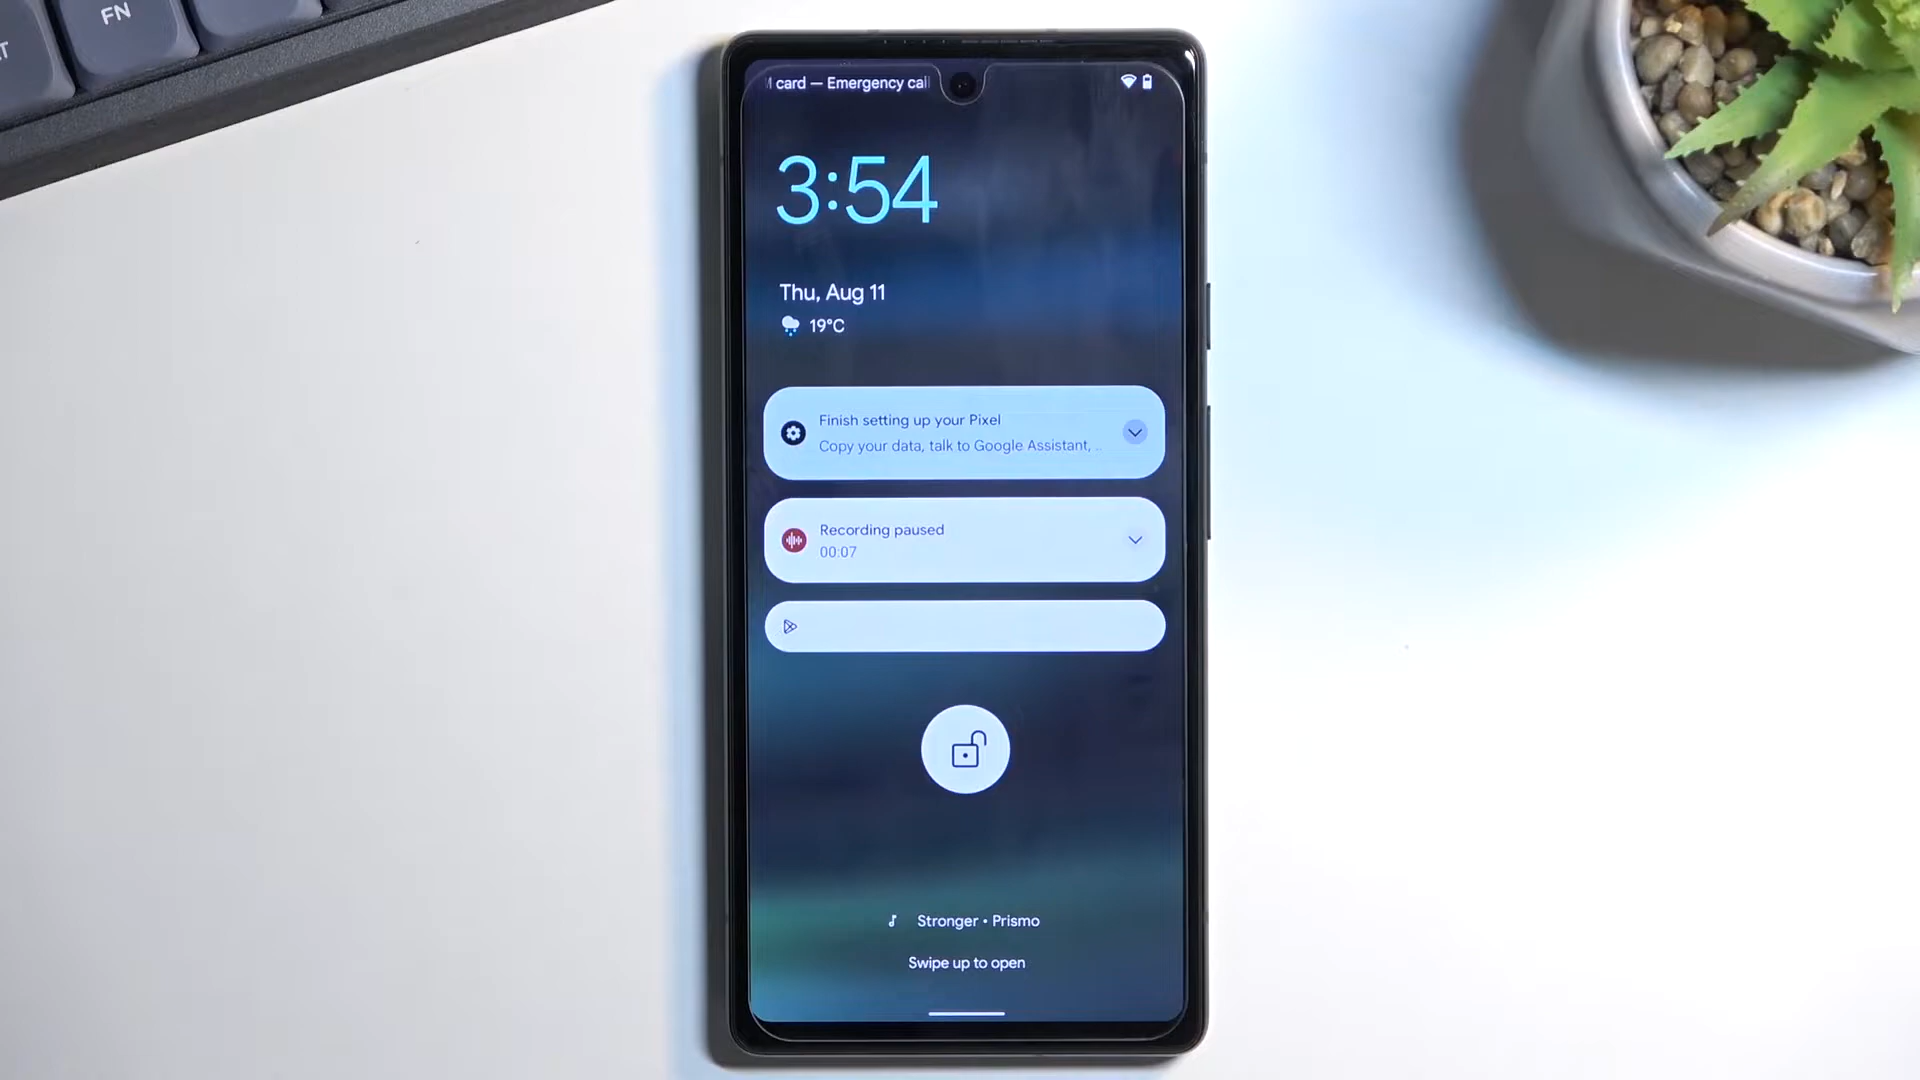 FN
card — Emergency call
3:54
Thu, Aug 11
19°C
Finish setting up your Pixel
Copy your data, talk to Google Assistant, ..
Recording paused
00:07
Stronger • Prismo
Swipe up to open